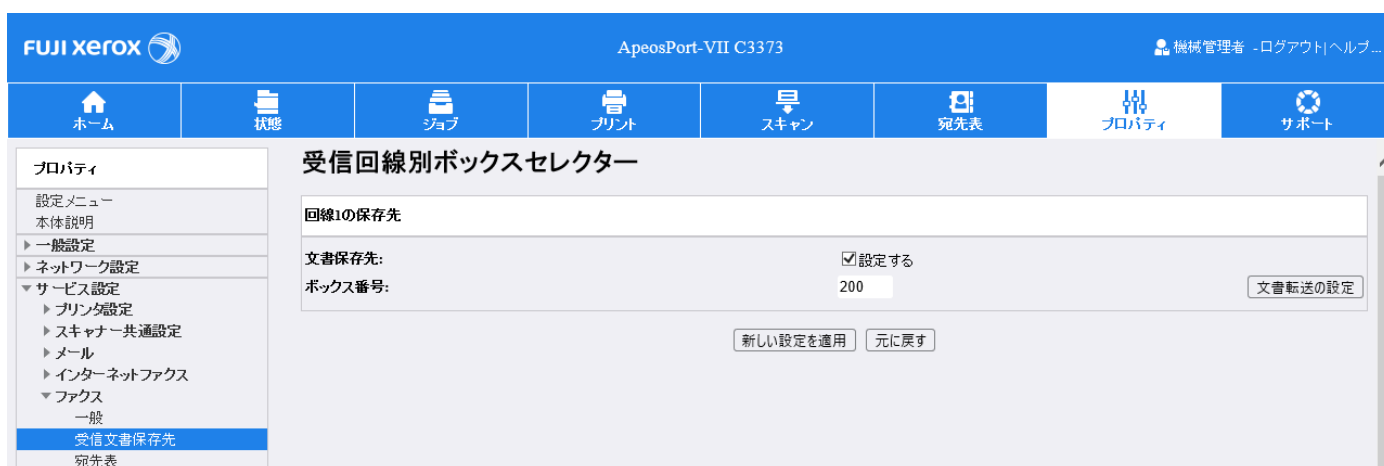 FUJI XEROX
ApeosPort-VII C3373
機械管理者 -ログアウト|ヘルプ...
ホーム
状態
ジョブ
プリント
スキャン
宛先表
プロパティ
サポート
プロパティ
設定メニュー
本体説明
一般設定
ネットワーク設定
サービス設定
プリンタ設定
スキャナー共通設定
メール
インターネットファクス
ファクス
一般
受信文書保存先
宛先表
受信回線別ボックスセレクター
回線1の保存先
文書保存先: 設定する
ボックス番号: 200 文書転送の設定
新しい設定を適用 元に戻す